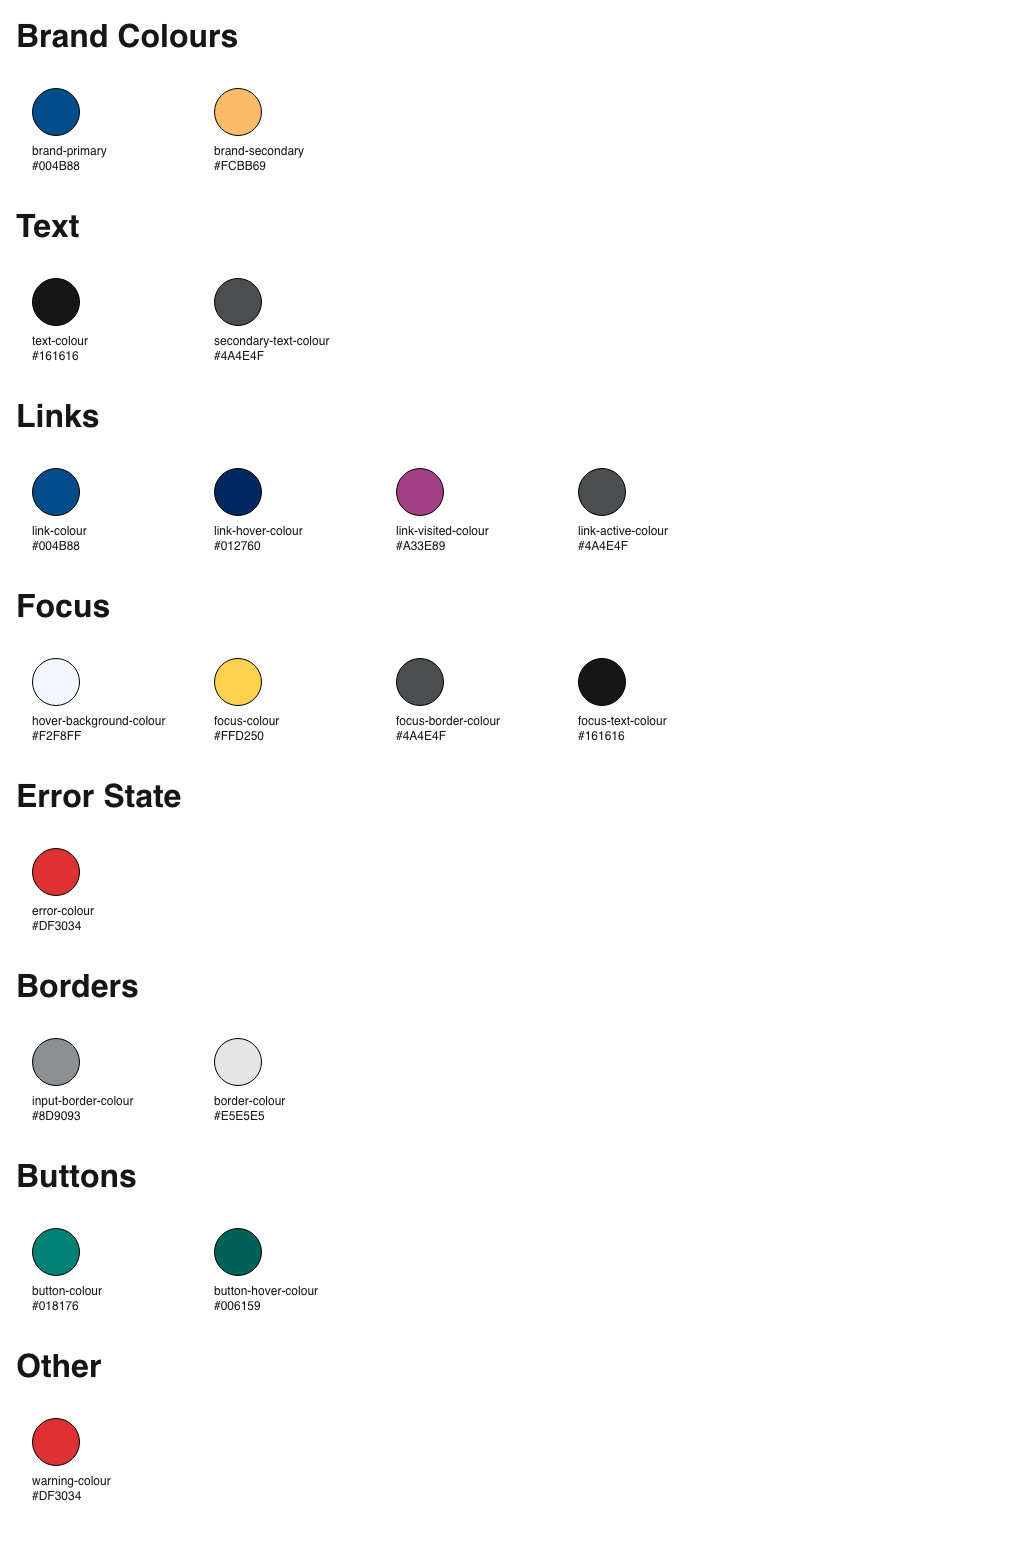 Brand Colours
brand-primary
#004B88
brand-secondary
#FCBB69
Text
text-colour
#161616
secondary-text-colour
#4A4E4F
Links
link-colour
#004B88
link-hover-colour
#012760
link-visited-colour
#A33E89
link-active-colour
#4A4E4F
Focus
hover-background-colour
#F2F8FF
focus-colour
#FFD250
focus-border-colour
#4A4E4F
focus-text-colour
#161616
Error State
error-colour
#DF3034
Borders
input-border-colour
#8D9093
border-colour
#E5E5E5
Buttons
button-colour
#018176
button-hover-colour
#006159
Other
warning-colour
#DF3034